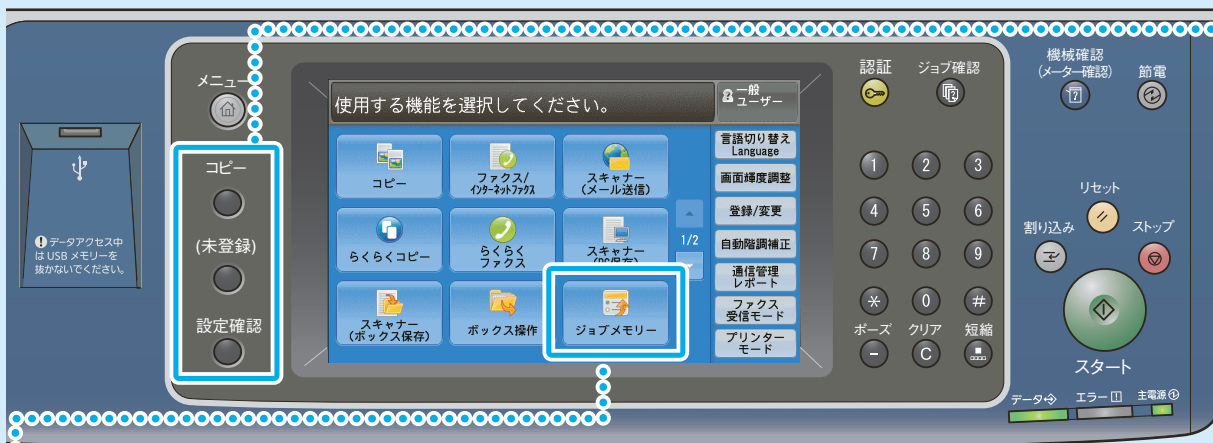 メニュー
コピー
(未登録)
設定確認
データアクセス中
は USB メモリーを
抜かないでください。
使用する機能を選択してください。
一般
ユーザー
コピー
ファクス/
インターネットファクス
スキャナー
(メール送信)
らくらくコピー
らくらく
ファクス
スキャナー
(PC保存)
スキャナー
(ボックス保存)
ボックス操作
ジョブメモリー
1/2
言語切り替え
Language
画面輝度調整
登録/変更
自動階調補正
通信管理
レポート
ファクス
受信モード
プリンター
モード
認証
ジョブ確認
1
2
3
4
5
6
7
8
9
0
#
ポーズ
クリア
短縮
-
C
機械確認
(メーター確認)
節電
リセット
割り込み
ストップ
スタート
データ
エラー
主電源